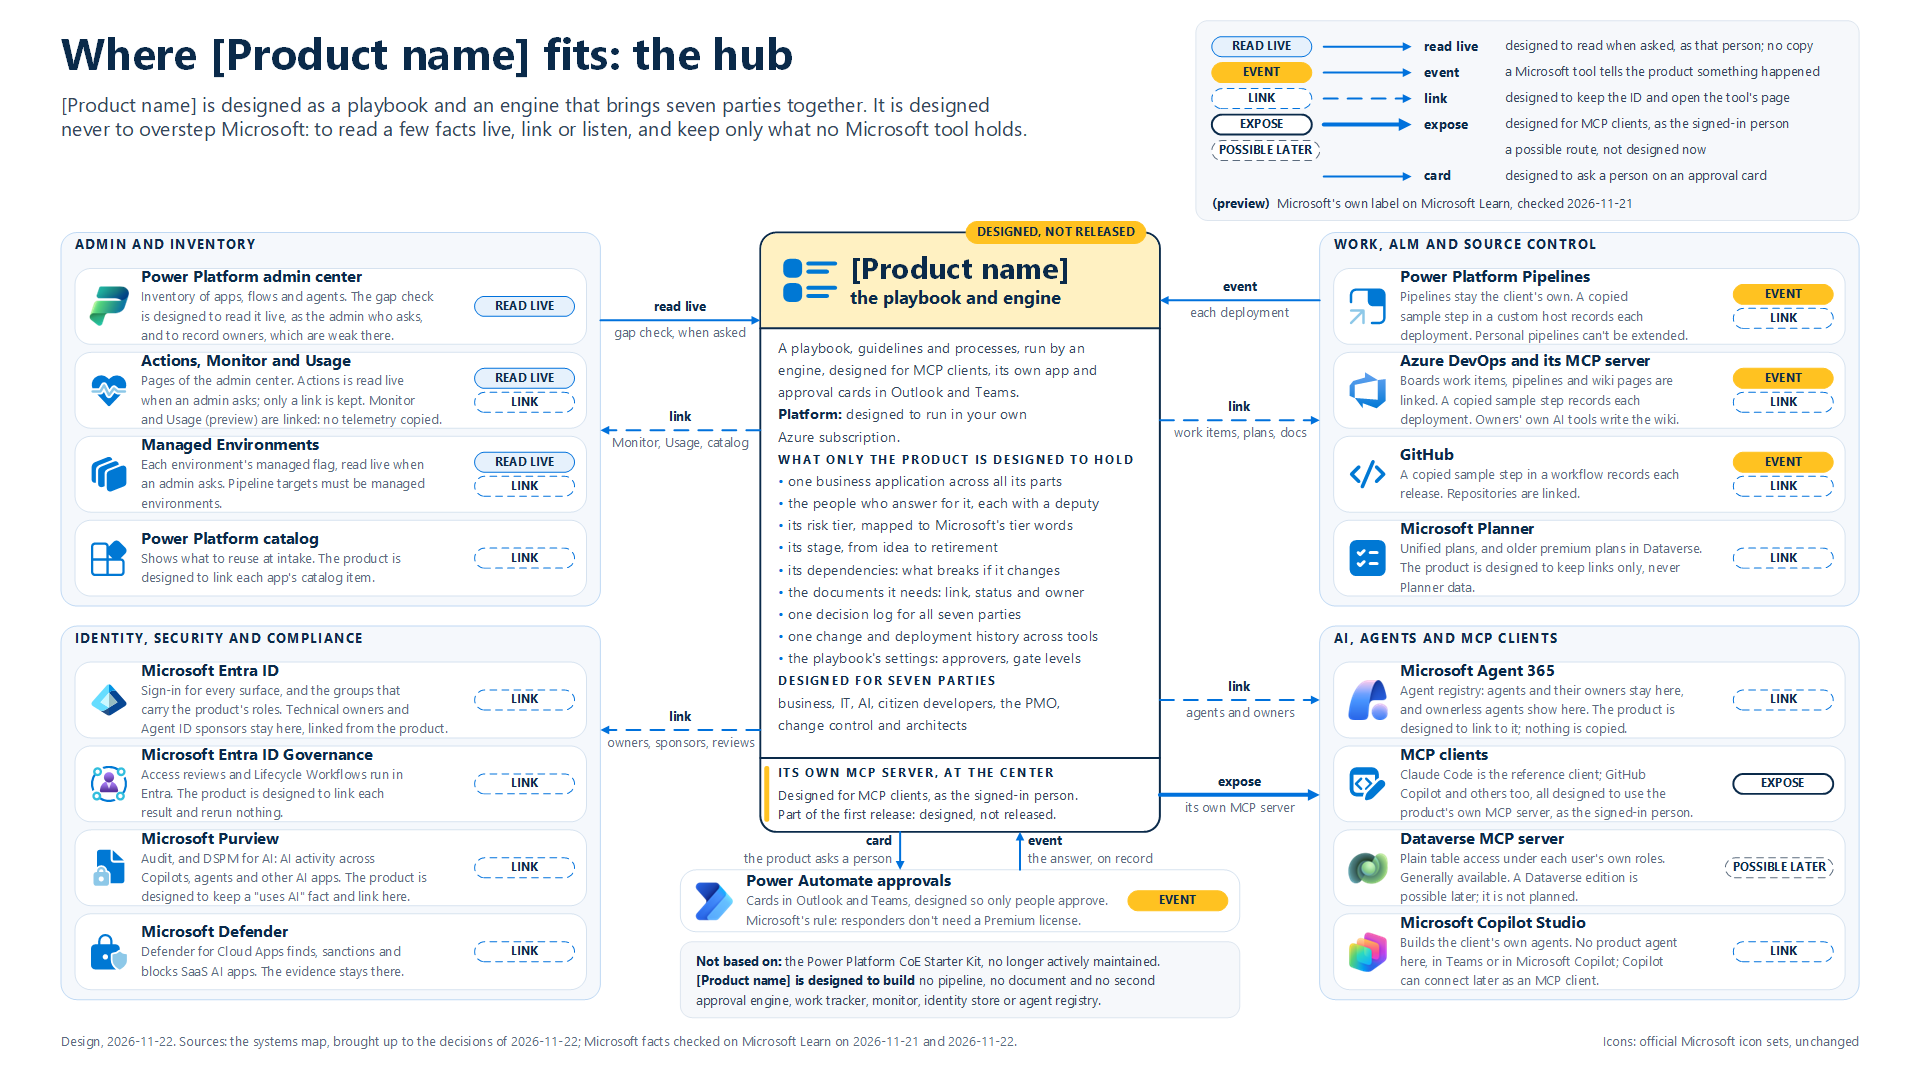 Where [Product name] fits: the hub
[Product name] is designed as a playbook and an engine that brings seven parties together. It is designed
never to overstep Microsoft: to read a few facts live, link or listen, and keep only what no Microsoft tool holds.
READ LIVE read live designed to read when asked, as that person; no copy
EVENT event a Microsoft tool tells the product something happened
LINK link designed to keep the ID and open the tool's page
EXPOSE expose designed for MCP clients, as the signed-in person
POSSIBLE LATER a possible route, not designed now
card designed to ask a person on an approval card
(preview) Microsoft's own label on Microsoft Learn, checked 2026-11-21
ADMIN AND INVENTORY
Power Platform admin center
Inventory of apps, flows and agents. The gap check
is designed to read it live, as the admin who asks,
and to record owners, which are weak there.
READ LIVE
Actions, Monitor and Usage
Pages of the admin center. Actions is read live
when an admin asks; only a link is kept. Monitor
and Usage (preview) are linked: no telemetry copied.
READ LIVE
LINK
Managed Environments
Each environment's managed flag, read live when
an admin asks. Pipeline targets must be managed
environments.
READ LIVE
LINK
Power Platform catalog
Shows what to reuse at intake. The product is
designed to link each app's catalog item.
LINK
IDENTITY, SECURITY AND COMPLIANCE
Microsoft Entra ID
Sign-in for every surface, and the groups that
carry the product's roles. Technical owners and
Agent ID sponsors stay here, linked from the product.
LINK
Microsoft Entra ID Governance
Access reviews and Lifecycle Workflows run in
Entra. The product is designed to link each
result and rerun nothing.
LINK
Microsoft Purview
Audit, and DSPM for AI: AI activity across
Copilots, agents and other AI apps. The product is
designed to keep a "uses AI" fact and link here.
LINK
Microsoft Defender
Defender for Cloud Apps finds, sanctions and
blocks SaaS AI apps. The evidence stays there.
LINK
read live
gap check, when asked
link
Monitor, Usage, catalog
link
owners, sponsors, reviews
DESIGNED, NOT RELEASED
[Product name]
the playbook and engine
A playbook, guidelines and processes, run by an
engine, designed for MCP clients, its own app and
approval cards in Outlook and Teams.
Platform: designed to run in your own
Azure subscription.
WHAT ONLY THE PRODUCT IS DESIGNED TO HOLD
• one business application across all its parts
• the people who answer for it, each with a deputy
• its risk tier, mapped to Microsoft's tier words
• its stage, from idea to retirement
• its dependencies: what breaks if it changes
• the documents it needs: link, status and owner
• one decision log for all seven parties
• one change and deployment history across tools
• the playbook's settings: approvers, gate levels
DESIGNED FOR SEVEN PARTIES
business, IT, AI, citizen developers, the PMO,
change control and architects
ITS OWN MCP SERVER, AT THE CENTER
Designed for MCP clients, as the signed-in person.
Part of the first release: designed, not released.
card
the product asks a person
event
the answer, on record
Power Automate approvals
Cards in Outlook and Teams, designed so only people approve.
Microsoft's rule: responders don't need a Premium license.
EVENT
Not based on: the Power Platform CoE Starter Kit, no longer actively maintained.
[Product name] is designed to build no pipeline, no document and no second
approval engine, work tracker, monitor, identity store or agent registry.
event
each deployment
link
work items, plans, docs
link
agents and owners
expose
its own MCP server
WORK, ALM AND SOURCE CONTROL
Power Platform Pipelines
Pipelines stay the client's own. A copied
sample step in a custom host records each
deployment. Personal pipelines can't be extended.
EVENT
LINK
Azure DevOps and its MCP server
Boards work items, pipelines and wiki pages are
linked. A copied sample step records each
deployment. Owners' own AI tools write the wiki.
EVENT
LINK
GitHub
A copied sample step in a workflow records each
release. Repositories are linked.
EVENT
LINK
Microsoft Planner
Unified plans, and older premium plans in Dataverse.
The product is designed to keep links only, never
Planner data.
LINK
AI, AGENTS AND MCP CLIENTS
Microsoft Agent 365
Agent registry: agents and their owners stay here,
and ownerless agents show here. The product is
designed to link to it; nothing is copied.
LINK
MCP clients
Claude Code is the reference client; GitHub
Copilot and others too, all designed to use the
product's own MCP server, as the signed-in person.
EXPOSE
Dataverse MCP server
Plain table access under each user's own roles.
Generally available. A Dataverse edition is
possible later; it is not planned.
POSSIBLE LATER
Microsoft Copilot Studio
Builds the client's own agents. No product agent
here, in Teams or in Microsoft Copilot; Copilot
can connect later as an MCP client.
LINK
Design, 2026-11-22. Sources: the systems map, brought up to the decisions of 2026-11-22; Microsoft facts checked on Microsoft Learn on 2026-11-21 and 2026-11-22.
Icons: official Microsoft icon sets, unchanged